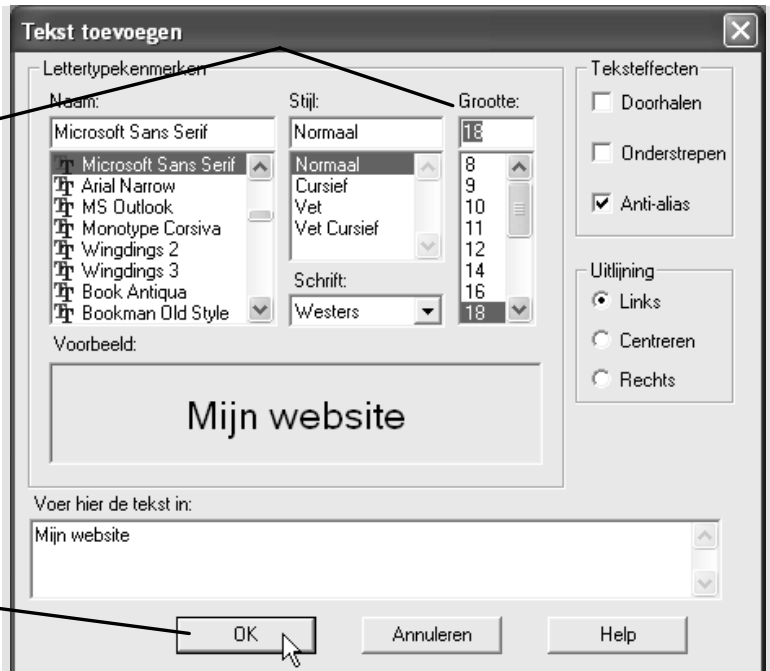 Tekst toevoegen
Lettertypekenmerken
Naam:
Microsoft Sans Serif
Microsoft Sans Serif
Arial Narrow
MS Outlook
Monotype Corsiva
Wingdings 2
Wingdings 3
Book Antiqua
Bookman Old Style
Stijl:
Normaal
Normaal
Cursief
Vet
Vet Cursief
Schrift:
Westers
Grootte:
18
8
9
10
11
12
14
16
18
Voorbeeld:
Mijn website
Teksteffecten
Doorhalen
Onderstrepen
Anti-alias
Uitlijning
Links
Centreren
Rechts
Voer hier de tekst in:
Mijn website
OK
Annuleren
Help